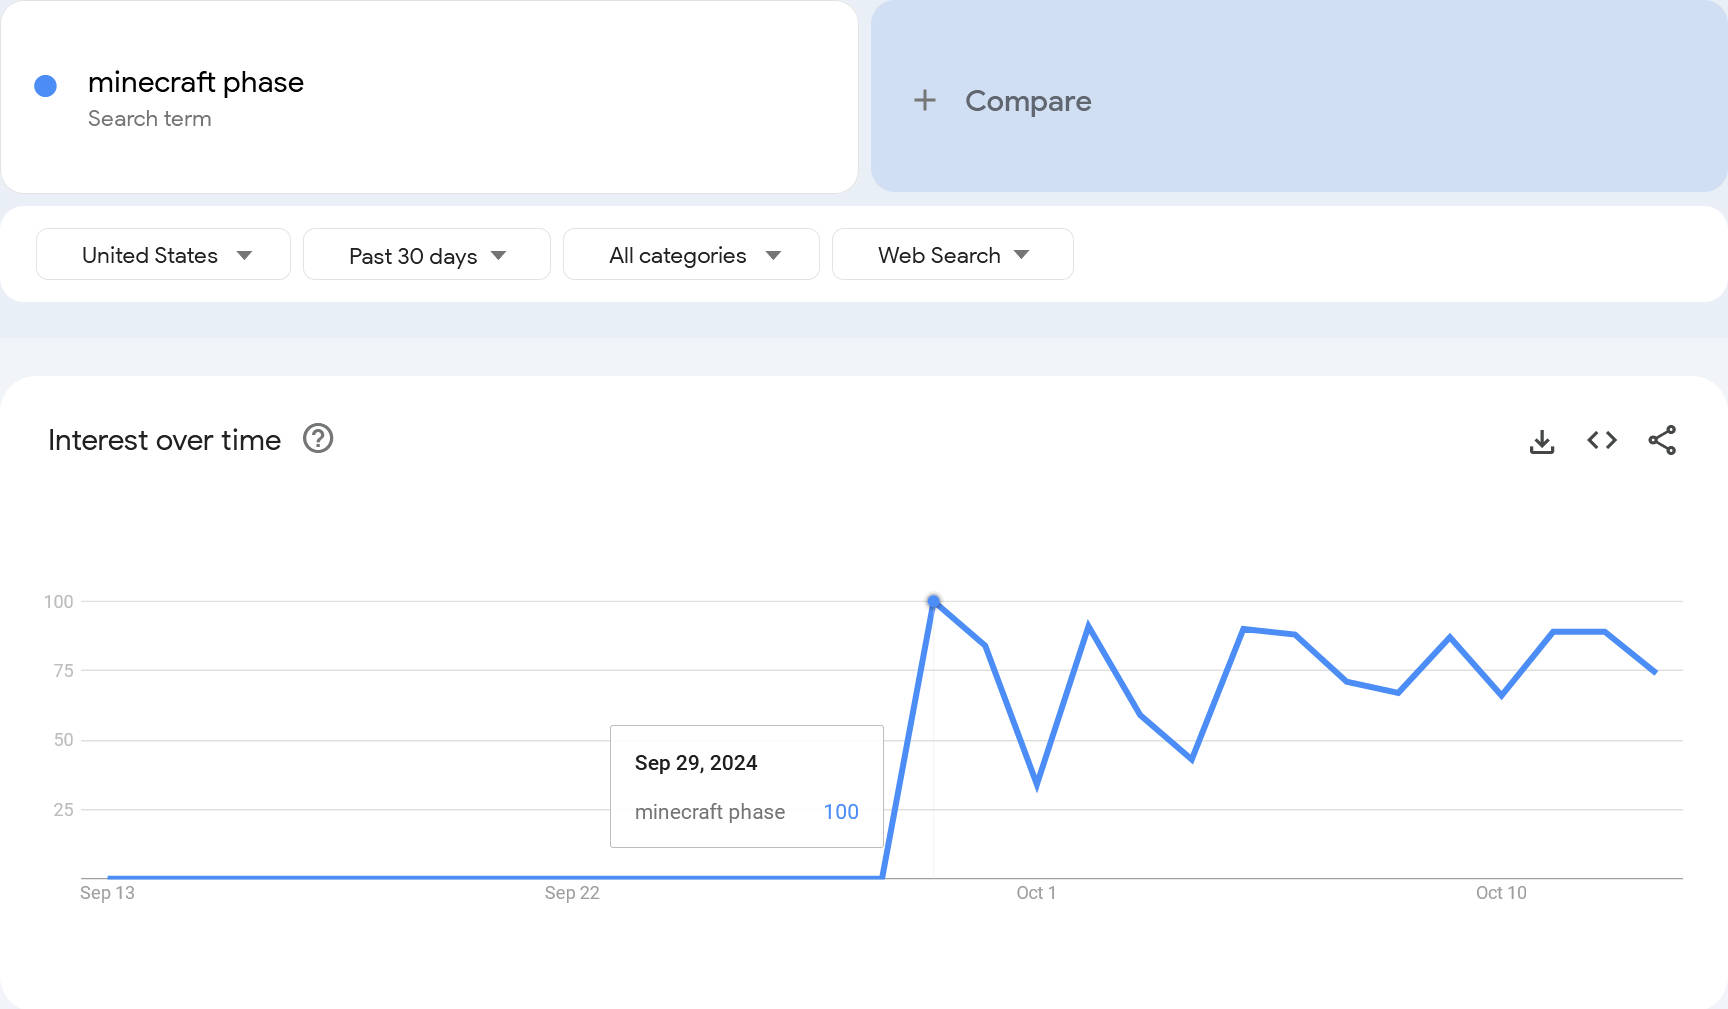 minecraft phase
Search term
+ Compare
United States
Past 30 days
All categories
Web Search
Interest over time ?
100
75
50
25
Sep 29, 2024
minecraft phase 100
Sep 13
Sep 22
Oct 1
Oct 10